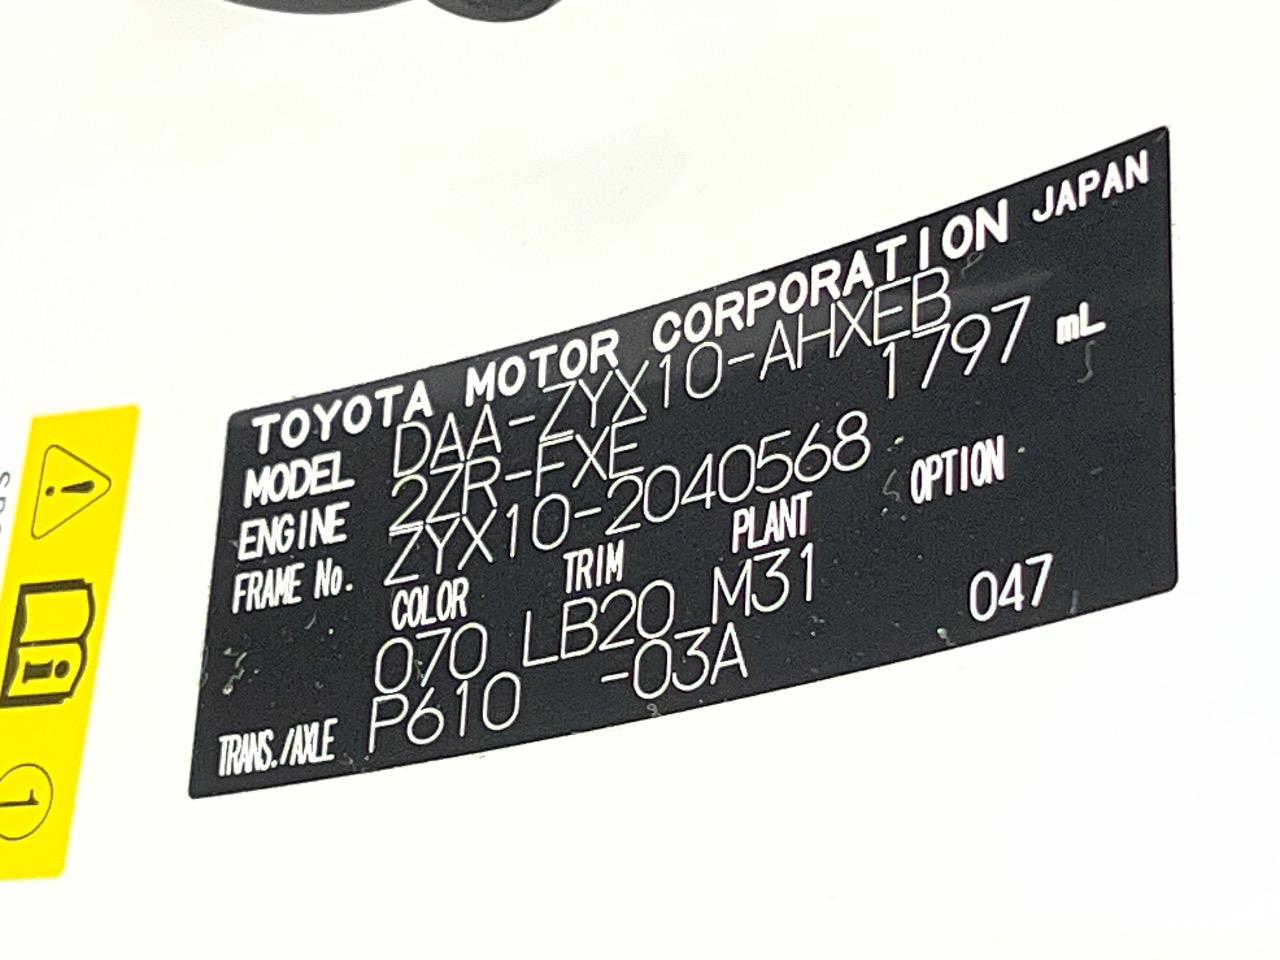 TOYOTA MOTOR CORPORATION JAPAN
MODEL DAA-ZYX10-AHXEB
ENGINE 2ZR-FXE 1797 mL
FRAME No. ZYX10-2040568
COLOR TRIM PLANT OPTION
070 LB20 M31 047
TRANS./AXLE P610 -03A
1